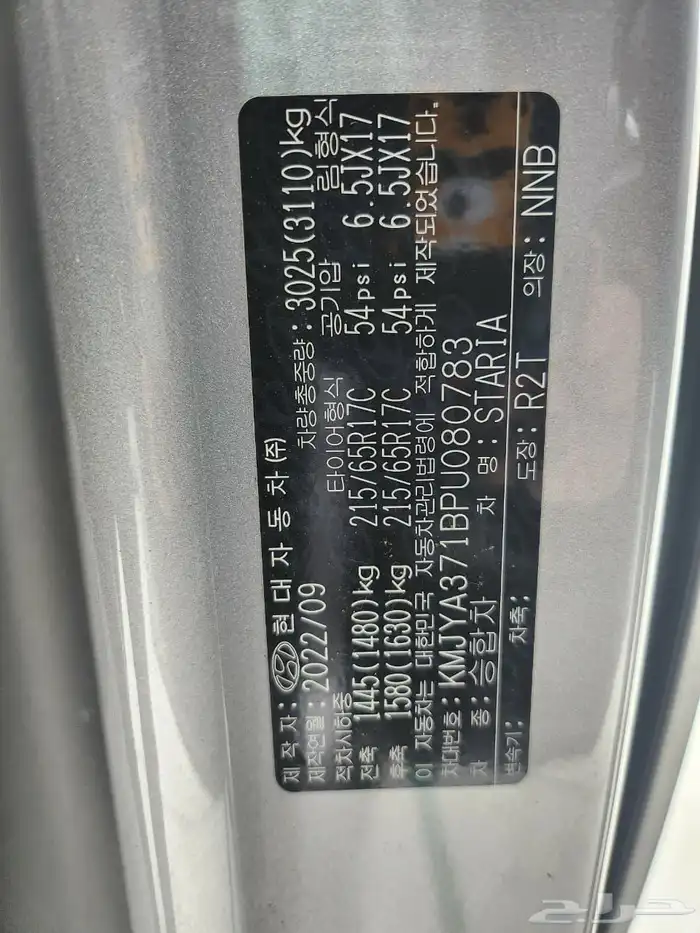 제 작 자 : 현 대 자 동 차 (주)
제작연월: 2022/09 차량총중량: 3025(3110)kg
적차시하중 타이어형식 공기압 림형식
전축 1445(1480)kg 215/65R17C 54psi 6.5JX17
후축 1580(1630)kg 215/65R17C 54psi 6.5JX17
이 자동차는 대한민국 자동차관리법령에 적합하게 제작되었습니다.
차대번호: KMJYA371BPU080783
차 종: 승합차 차 명: STARIA
변속기: 차축: 도장: R2T 의장: NNB
حراج